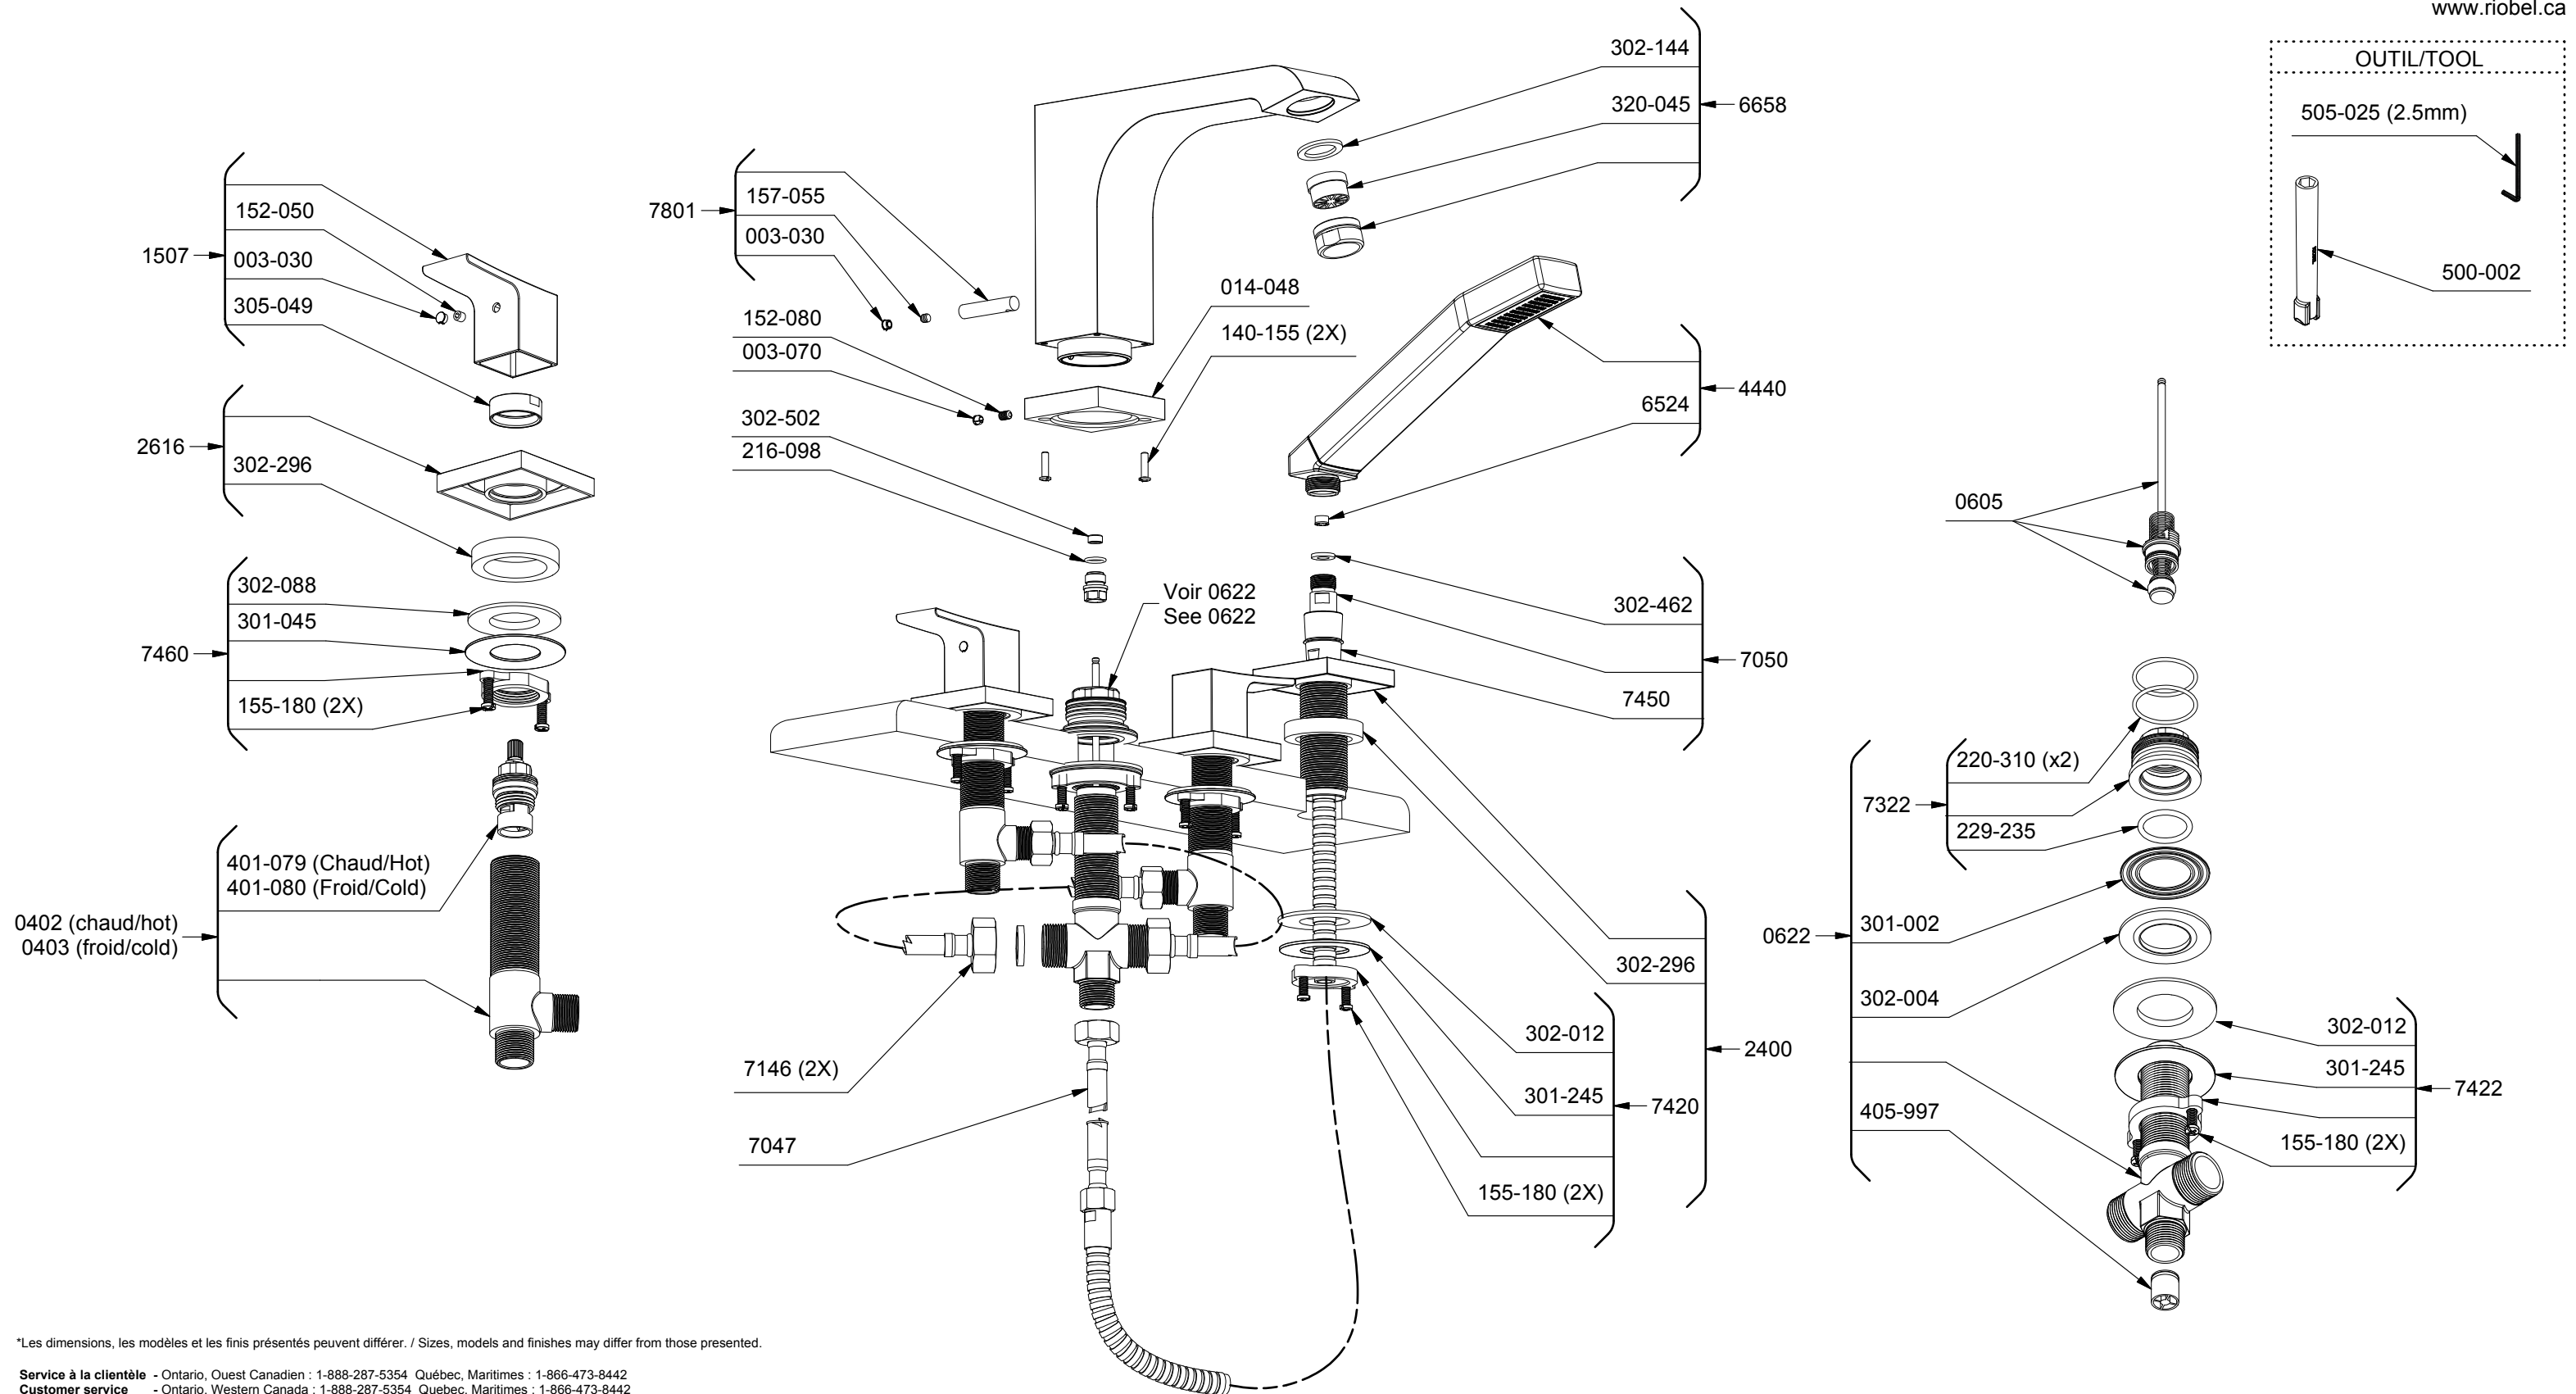 www.riobel.ca
OUTIL/TOOL
505-025 (2.5mm)
500-002
152-050
003-030
305-049
1507
302-296
2616
302-088
301-045
155-180 (2X)
7460
401-079 (Chaud/Hot)
401-080 (Froid/Cold)
0402 (chaud/hot)
0403 (froid/cold)
157-055
003-030
7801
152-080
003-070
302-502
216-098
014-048
140-155 (2X)
Voir 0622
See 0622
7146 (2X)
7047
302-144
320-045
6658
6524
4440
302-462
7450
7050
302-296
2400
302-012
301-245
155-180 (2X)
7420
0605
220-310 (x2)
229-235
7322
301-002
302-004
405-997
0622
302-012
301-245
155-180 (2X)
7422
*Les dimensions, les modèles et les finis présentés peuvent différer. / Sizes, models and finishes may differ from those presented.
Service à la clientèle - Ontario, Ouest Canadien : 1-888-287-5354 Québec, Maritimes : 1-866-473-8442
Customer service - Ontario, Western Canada : 1-888-287-5354 Quebec, Maritimes : 1-866-473-8442